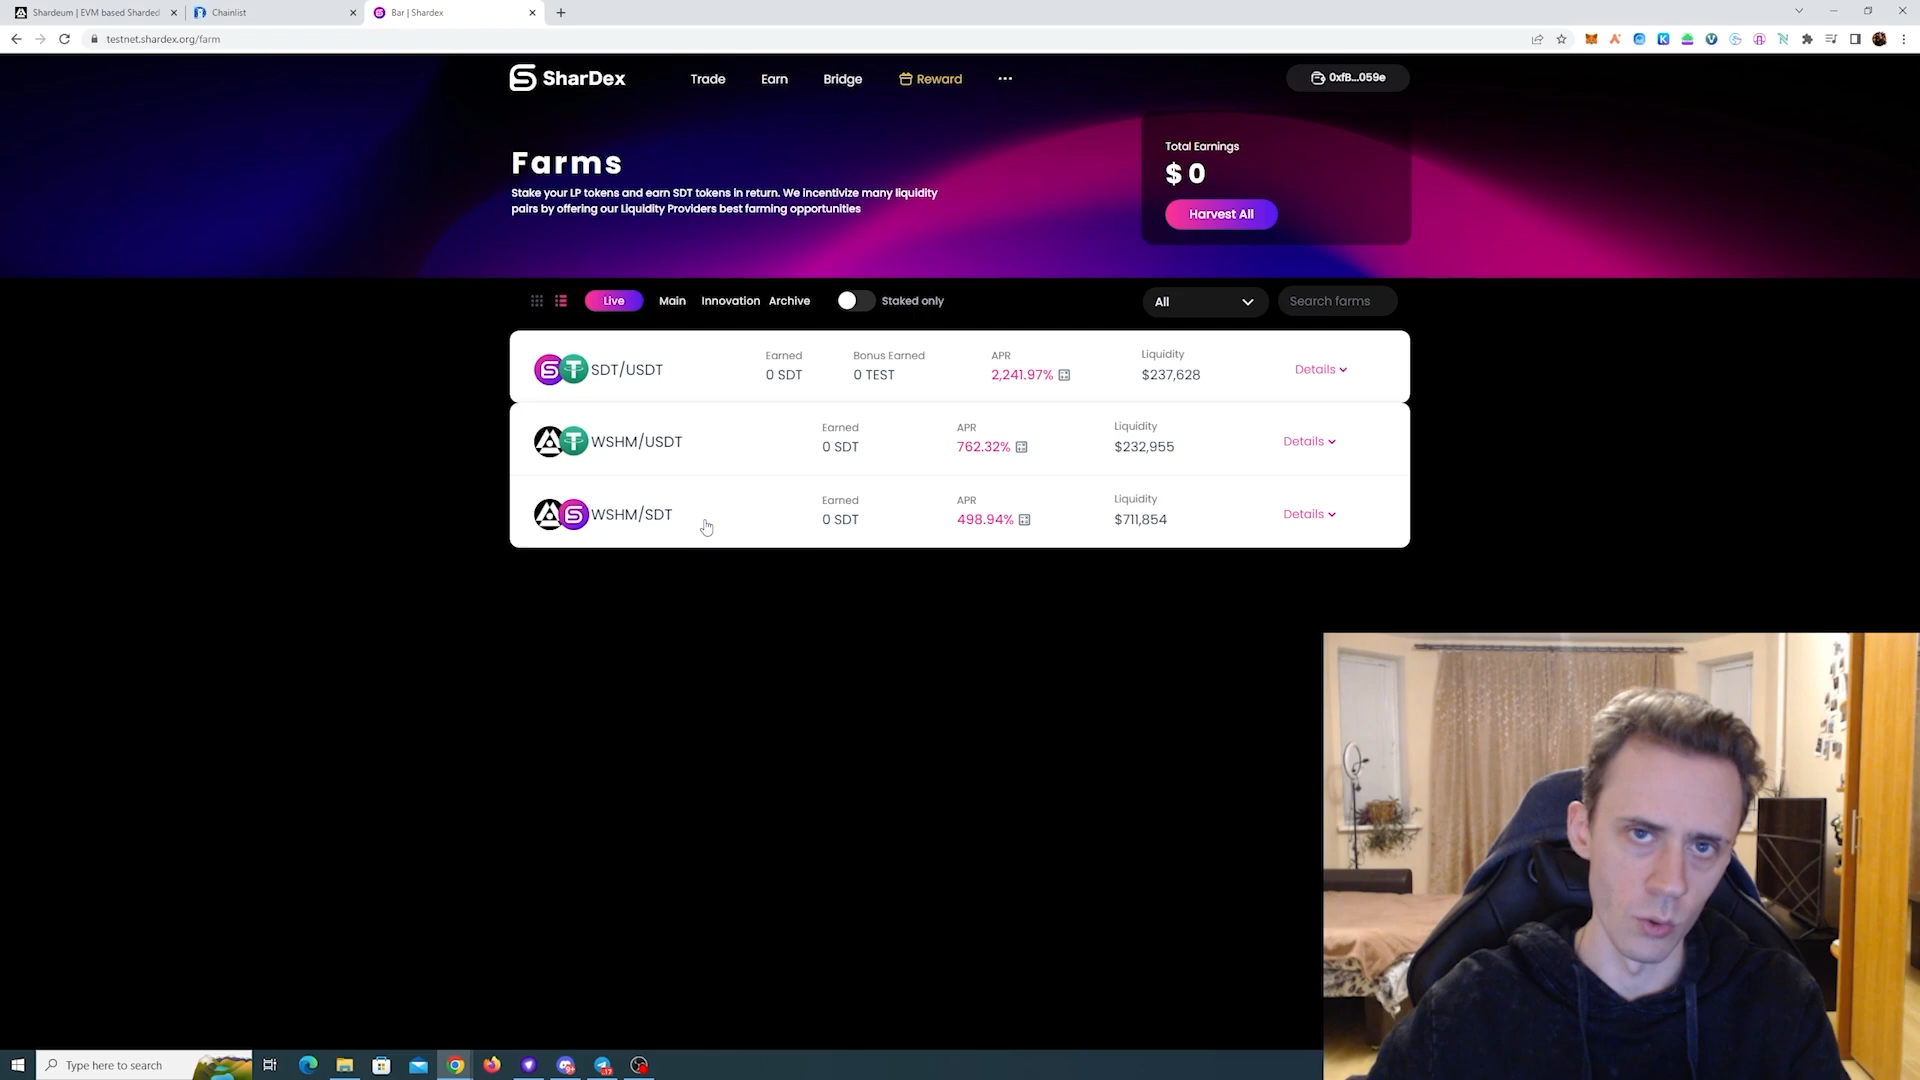 Shardeum | EVM based Sharded
Chainlist
Bar | Shardex
testnet.shardex.org/farm
SharDex
Trade
Earn
Bridge
Reward
0xfB...059e
Farms
Stake your LP tokens and earn SDT tokens in return. We incentivize many liquidity
pairs by offering our Liquidity Providers best farming opportunities
Total Earnings
$ 0
Harvest All
Live
Main
Innovation
Archive
Staked only
All
Search farms
SDT/USDT
Earned
0 SDT
Bonus Earned
0 TEST
APR
2,241.97%
Liquidity
$237,628
Details
WSHM/USDT
Earned
0 SDT
APR
762.32%
Liquidity
$232,955
Details
WSHM/SDT
Earned
0 SDT
APR
498.94%
Liquidity
$711,854
Details
Type here to search